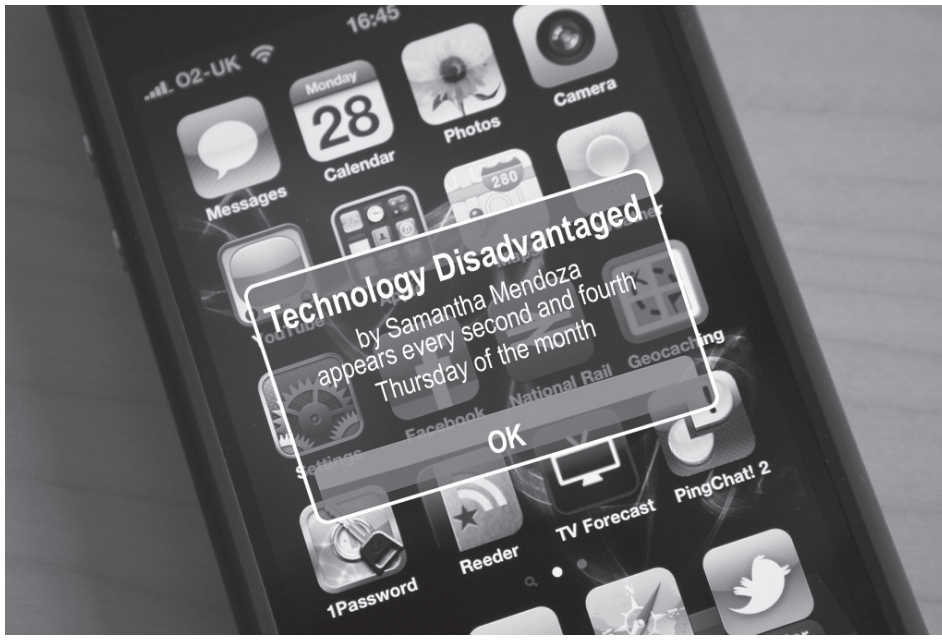 16:45
O2-UK
Monday
28
Messages
Calendar
Photos
Camera
280
YouTube
Technology Disadvantaged
by Samantha Mendoza
appears every second and fourth
Thursday of the month
OK
Settings
Facebook
National Rail
Geocaching
1Password
Reeder
TV Forecast
PingChat! 2